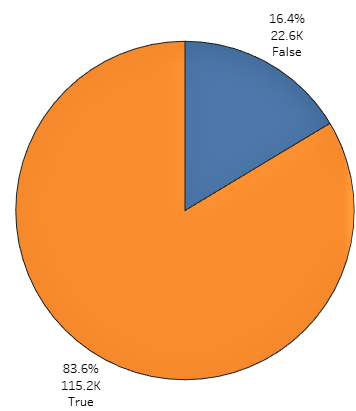 16.4%
22.6K
False
83.6%
115.2K
True